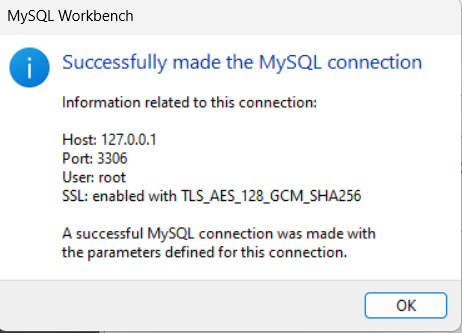 MySQL Workbench
Successfully made the MySQL connection
Information related to this connection:
Host: 127.0.0.1
Port: 3306
User: root
SSL: enabled with TLS_AES_128_GCM_SHA256
A successful MySQL connection was made with
the parameters defined for this connection.
OK